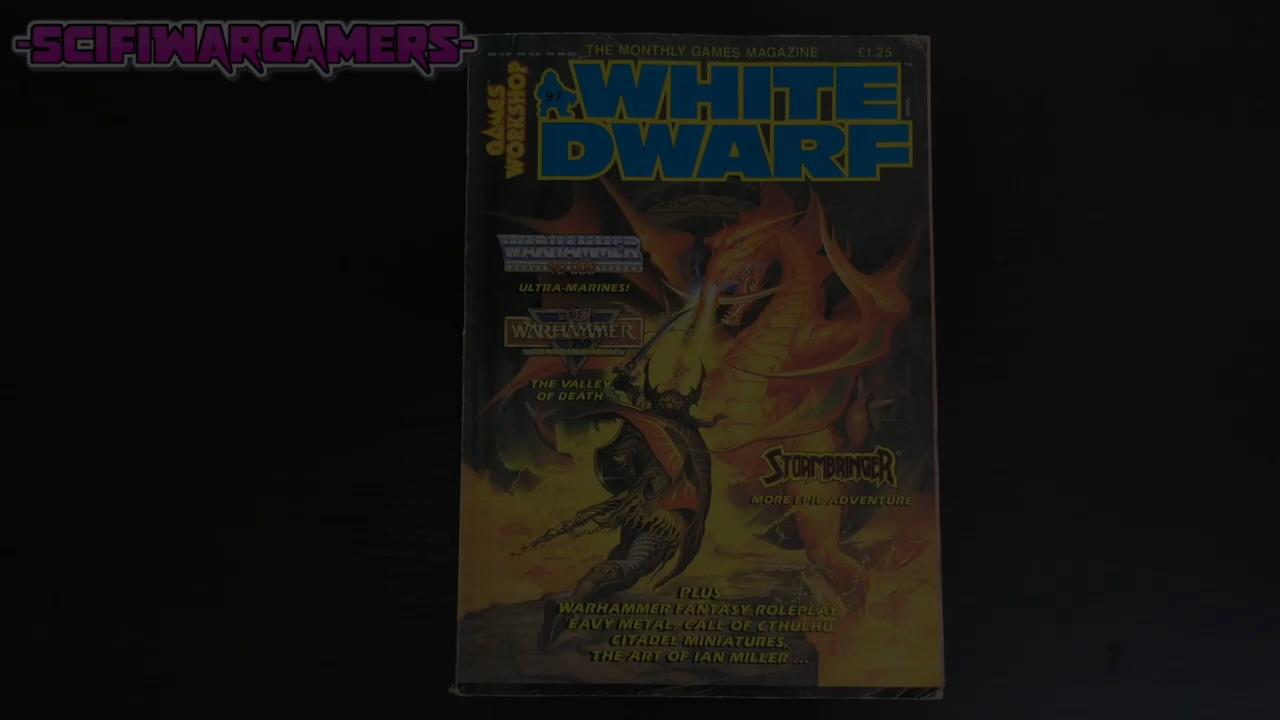 -SCIFIWARGAMERS-
THE MONTHLY GAMES MAGAZINE £1.25
GAMES WORKSHOP
97
WHITE
DWARF
WARHAMMER
40,000
ULTRA-MARINES!
WARHAMMER
THE VALLEY
OF DEATH
STORMBRINGER
MORE EPIC ADVENTURE
PLUS
WARHAMMER FANTASY ROLEPLAY,
'EAVY METAL, CALL OF CTHULHU,
CITADEL MINIATURES,
THE ART OF IAN MILLER ...